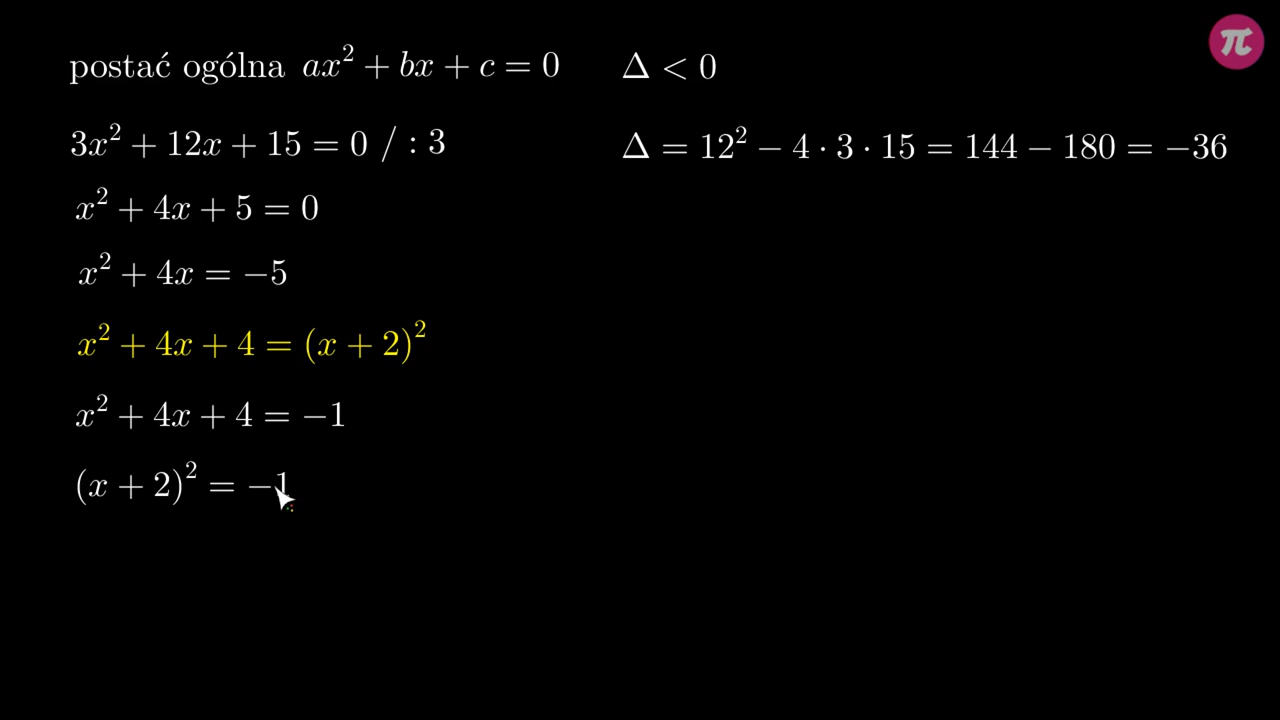 π
postać ogólna ax² + bx + c = 0
Δ < 0
3x² + 12x + 15 = 0 / : 3
Δ = 12² − 4 · 3 · 15 = 144 − 180 = −36
x² + 4x + 5 = 0
x² + 4x = −5
x² + 4x + 4 = (x + 2)²
x² + 4x + 4 = −1
(x + 2)² = −1